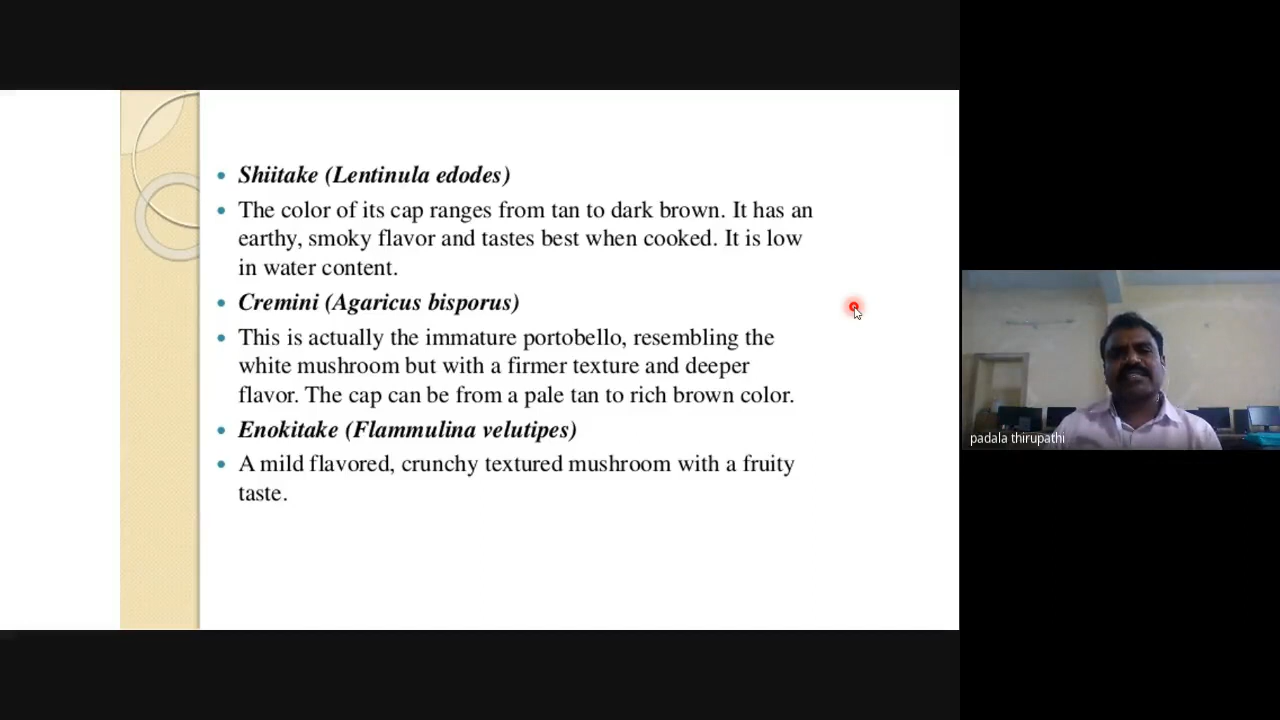 Shiitake (Lentinula edodes)
The color of its cap ranges from tan to dark brown. It has an
earthy, smoky flavor and tastes best when cooked. It is low
in water content.
Cremini (Agaricus bisporus)
This is actually the immature portobello, resembling the
white mushroom but with a firmer texture and deeper
flavor. The cap can be from a pale tan to rich brown color.
Enokitake (Flammulina velutipes)
A mild flavored, crunchy textured mushroom with a fruity
taste.
padala thirupathi